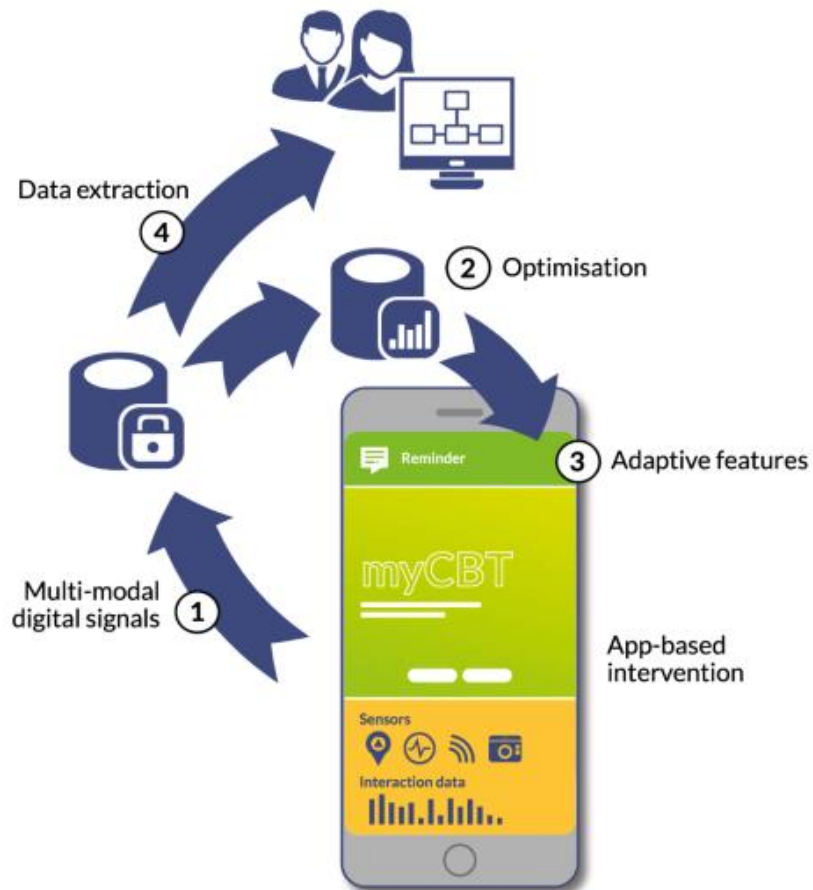 Data extraction
4
2 Optimisation
Reminder
3 Adaptive features
myCBT
Multi-modal
digital signals
1
App-based
intervention
Sensors
Interaction data